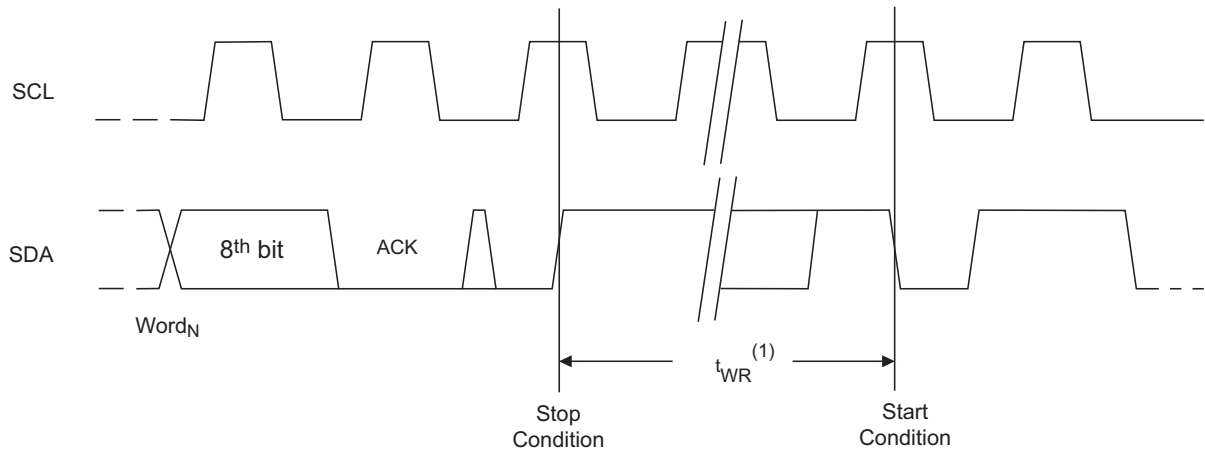 SCL
SDA
8th bit
ACK
WordN
tWR(1)
Stop
Condition
Start
Condition